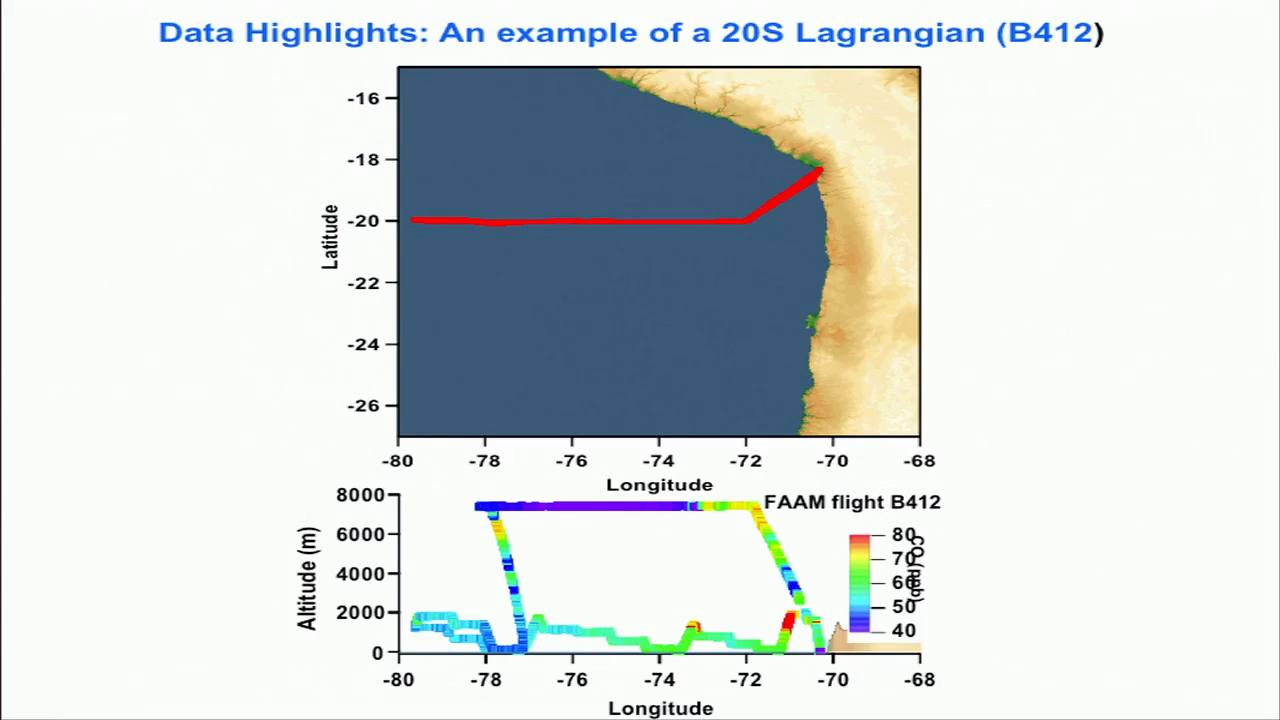 Data Highlights: An example of a 20S Lagrangian (B412)
-16
-18
-20
-22
-24
-26
Latitude
-80 -78 -76 -74 -72 -70 -68
Longitude
8000
6000
4000
2000
0
Altitude (m)
FAAM flight B412
80
70
60
50
40
CO (ppb)
-80 -78 -76 -74 -72 -70 -68
Longitude